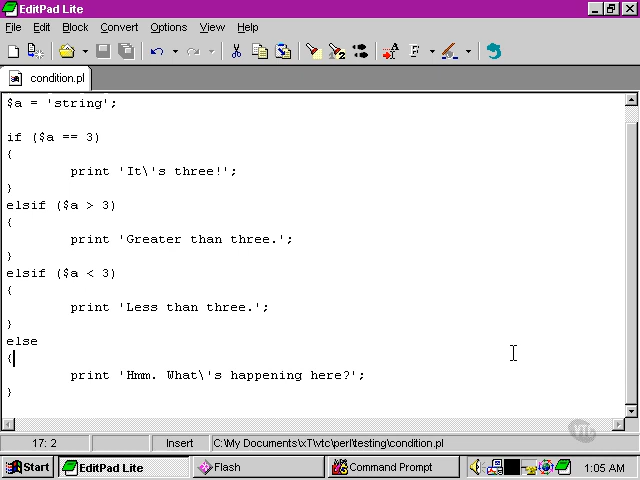 EditPad Lite
File Edit Block Convert Options View Help
condition.pl
$a = 'string';
if ($a == 3)
{
print 'It\'s three!';
}
elsif ($a > 3)
{
print 'Greater than three.';
}
elsif ($a < 3)
{
print 'Less than three.';
}
else
{
print 'Hmm. What\'s happening here?';
}
17: 2 Insert C:\My Documents\xT\vtc\perl\testing\condition.pl
Start EditPad Lite Flash Command Prompt 1:05 AM